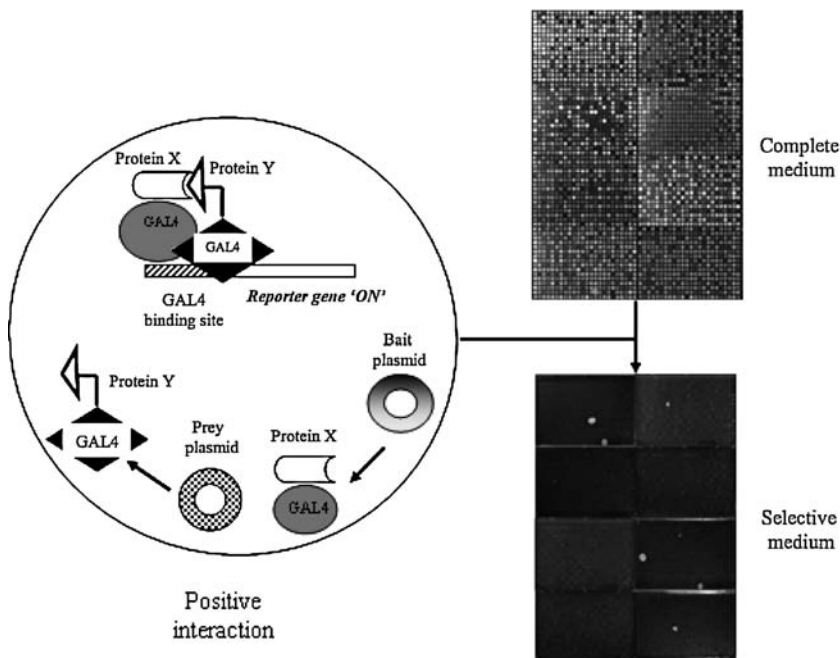 Protein X
Protein Y
GAL4
GAL4
GAL4
binding site
Reporter gene ‘ON’
Bait
plasmid
Protein Y
GAL4
Prey
plasmid
Protein X
GAL4
Positive
interaction
Complete
medium
Selective
medium